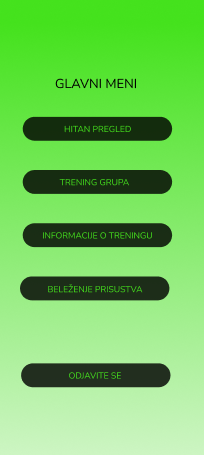 GLAVNI MENI
HITAN PREGLED
TRENING GRUPA
INFORMACIJE O TRENINGU
BELEŽENJE PRISUSTVA
ODJAVITE SE